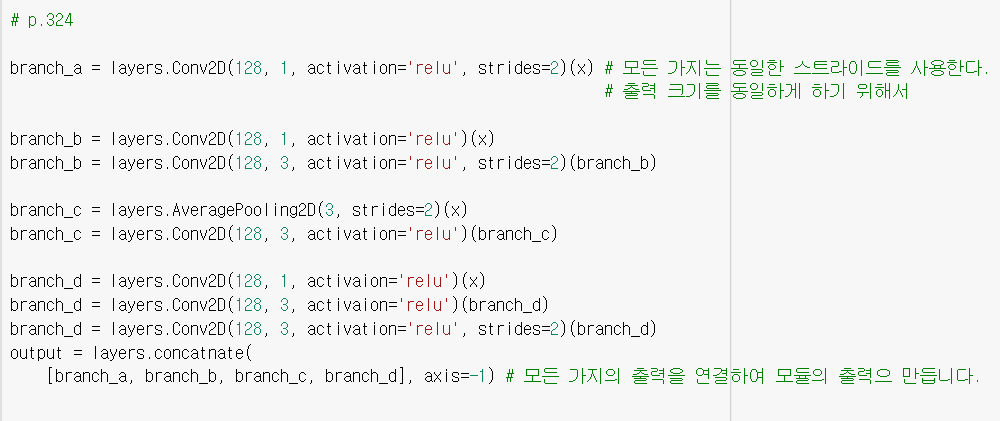 # p.324
branch_a = layers.Conv2D(128, 1, activation='relu', strides=2)(x) # 모든 가지는 동일한 스트라이드를 사용한다.
# 출력 크기를 동일하게 하기 위해서
branch_b = layers.Conv2D(128, 1, activation='relu')(x)
branch_b = layers.Conv2D(128, 3, activation='relu', strides=2)(branch_b)
branch_c = layers.AveragePooling2D(3, strides=2)(x)
branch_c = layers.Conv2D(128, 3, activation='relu')(branch_c)
branch_d = layers.Conv2D(128, 1, activaion='relu')(x)
branch_d = layers.Conv2D(128, 3, activaion='relu')(branch_d)
branch_d = layers.Conv2D(128, 3, activation='relu', strides=2)(branch_d)
output = layers.concatnate(
[branch_a, branch_b, branch_c, branch_d], axis=-1) # 모든 가지의 출력을 연결하여 모듈의 출력으 만듭니다.